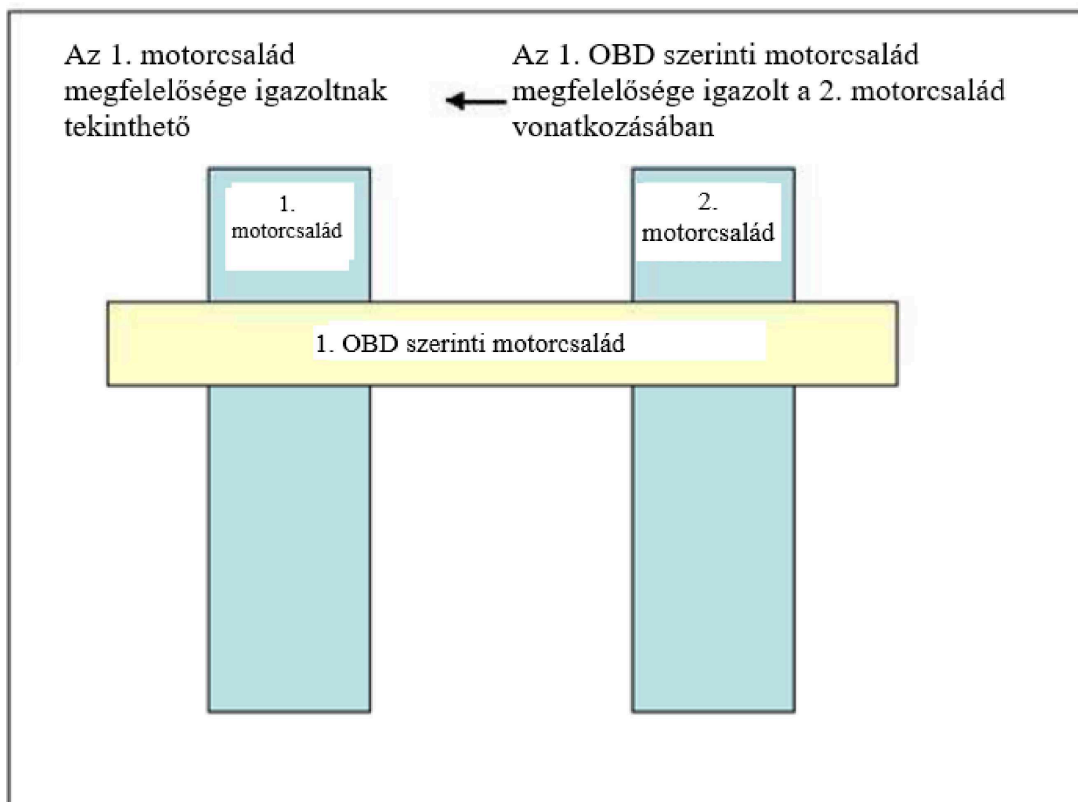 Az 1. motorcsalád
megfelelősége igazoltnak
tekinthető
Az 1. OBD szerinti motorcsalád
megfelelősége igazolt a 2. motorcsalád
vonatkozásában
1.
motorcsalád
2.
motorcsalád
1. OBD szerinti motorcsalád